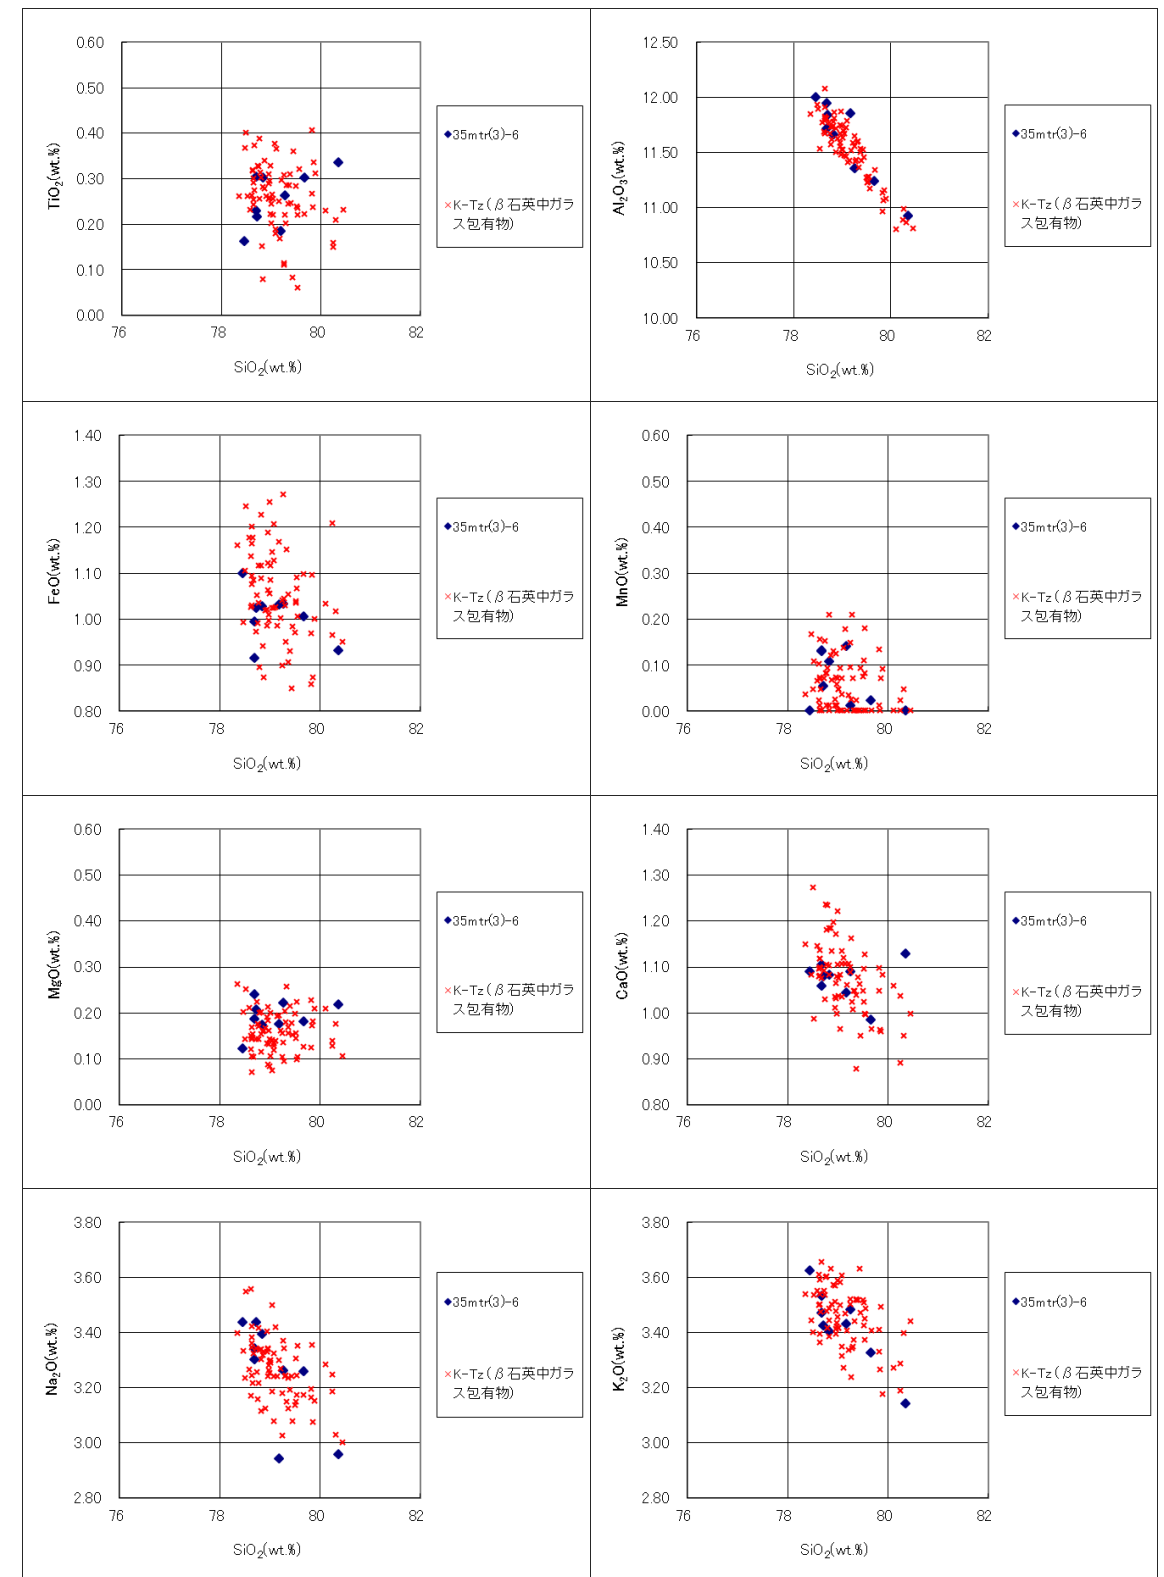 0.60
0.50
0.40
0.30
0.20
0.10
0.00
TiO2(wt.%)
76 78 80 82
SiO2(wt.%)
35mtr(3)-6
K-Tz(β石英中ガラ
ス包有物)
12.50
12.00
11.50
11.00
10.50
10.00
Al2O3(wt.%)
76 78 80 82
SiO2(wt.%)
35mtr(3)-6
K-Tz(β石英中ガラ
ス包有物)
1.40
1.30
1.20
1.10
1.00
0.90
0.80
FeO(wt.%)
76 78 80 82
SiO2(wt.%)
35mtr(3)-6
K-Tz(β石英中ガラ
ス包有物)
0.60
0.50
0.40
0.30
0.20
0.10
0.00
MnO(wt.%)
76 78 80 82
SiO2(wt.%)
35mtr(3)-6
K-Tz(β石英中ガラ
ス包有物)
0.60
0.50
0.40
0.30
0.20
0.10
0.00
MgO(wt.%)
76 78 80 82
SiO2(wt.%)
35mtr(3)-6
K-Tz(β石英中ガラ
ス包有物)
1.40
1.30
1.20
1.10
1.00
0.90
0.80
CaO(wt.%)
76 78 80 82
SiO2(wt.%)
35mtr(3)-6
K-Tz(β石英中ガラ
ス包有物)
3.80
3.60
3.40
3.20
3.00
2.80
Na2O(wt.%)
76 78 80 82
SiO2(wt.%)
35mtr(3)-6
K-Tz(β石英中ガラ
ス包有物)
3.80
3.60
3.40
3.20
3.00
2.80
K2O(wt.%)
76 78 80 82
SiO2(wt.%)
35mtr(3)-6
K-Tz(β石英中ガラ
ス包有物)